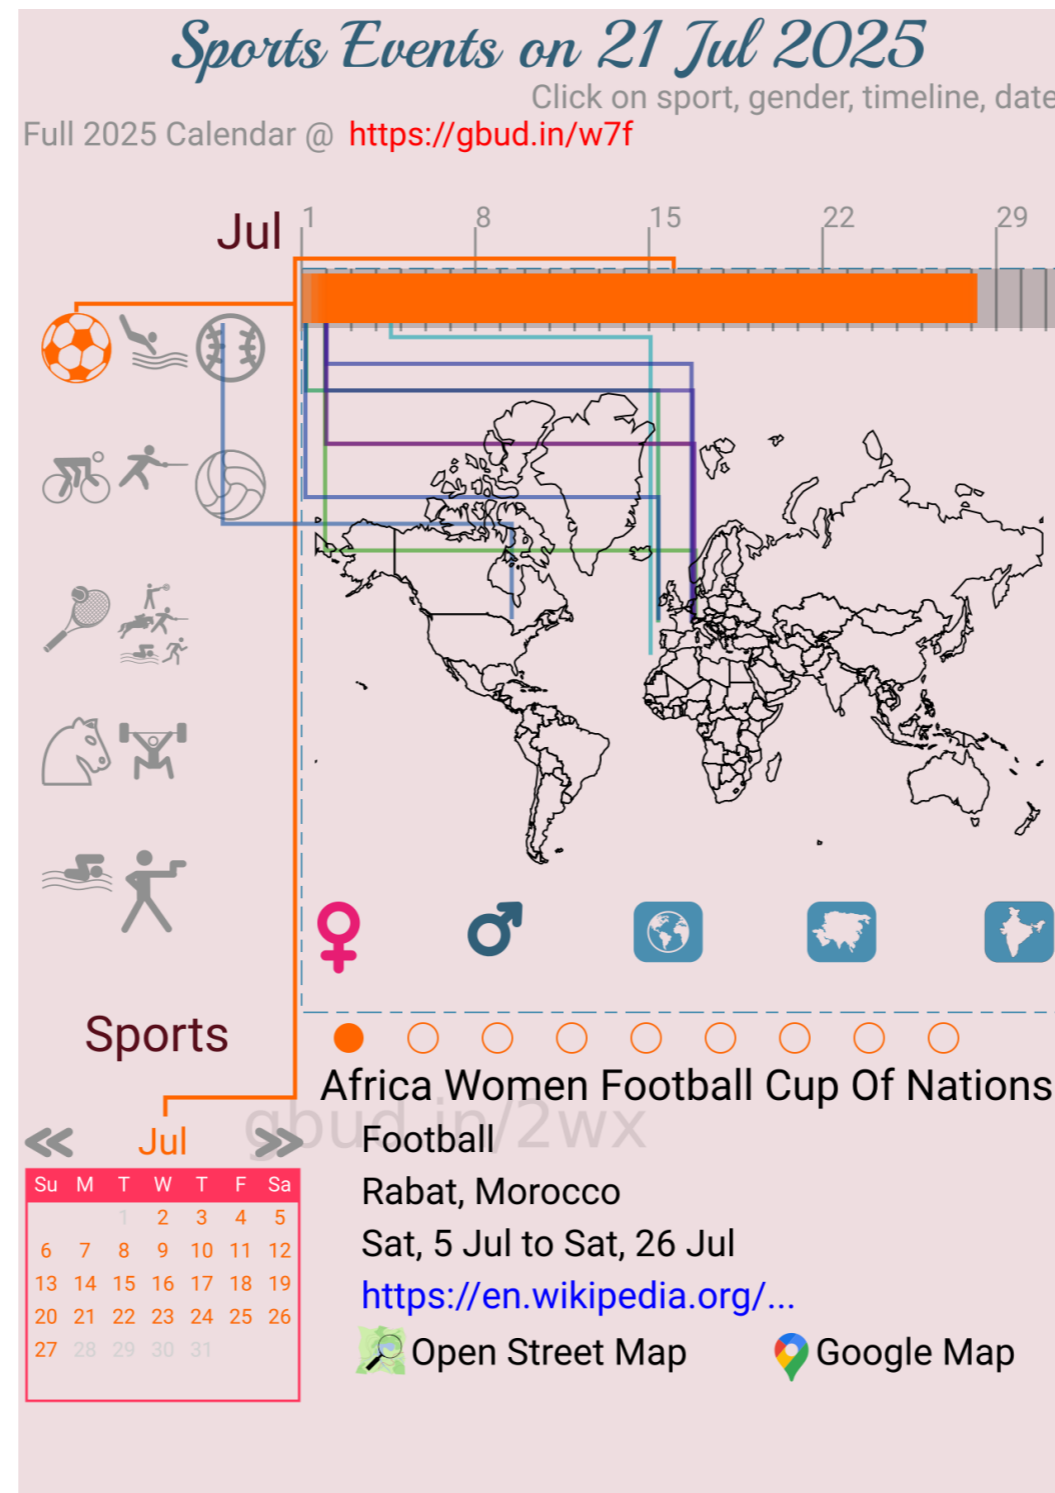 Sports Events on 21 Jul 2025
Click on sport, gender, timeline, date
Full 2025 Calendar @ https://gbud.in/w7f
Jul 1 8 15 22 29
Sports
Africa Women Football Cup Of Nations
gbud.in/2wx
Football
Rabat, Morocco
Sat, 5 Jul to Sat, 26 Jul
https://en.wikipedia.org/...
Open Street Map Google Map
Jul
Su M T W T F Sa
1 2 3 4 5
6 7 8 9 10 11 12
13 14 15 16 17 18 19
20 21 22 23 24 25 26
27 28 29 30 31